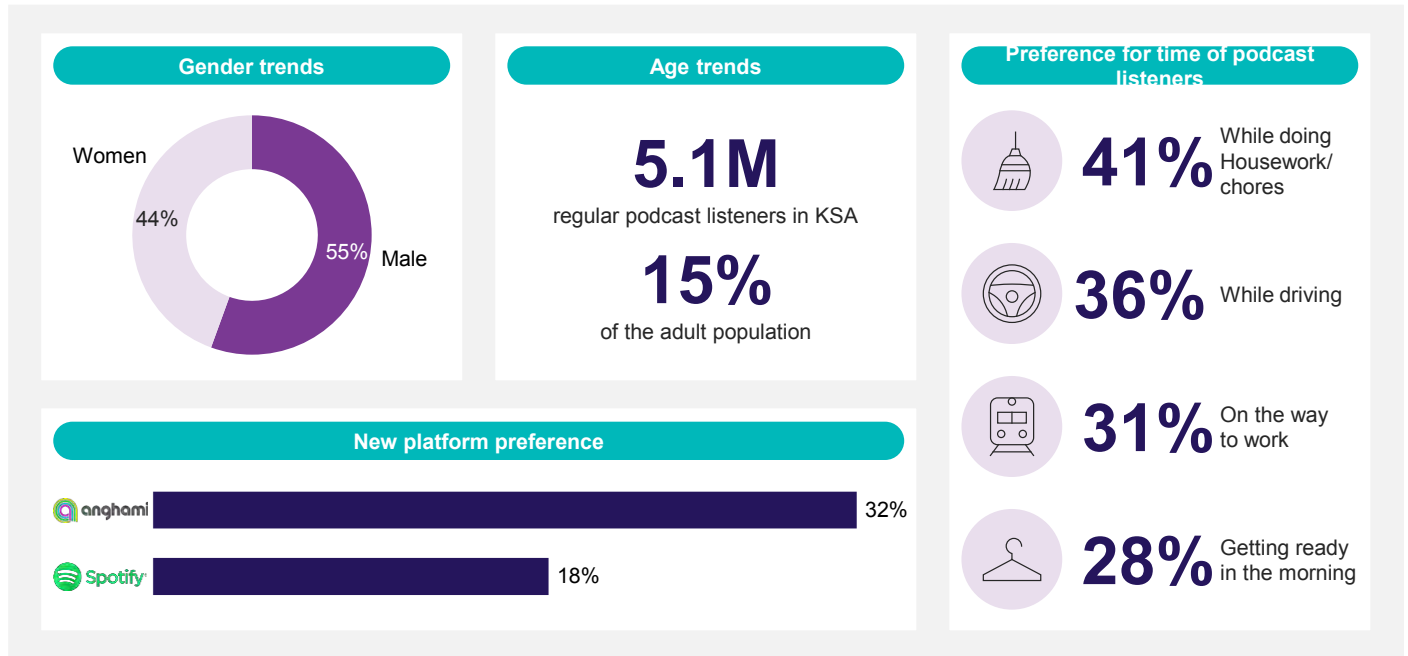 Gender trends
Women
44%
55%
Male
Age trends
5.1M
regular podcast listeners in KSA
15%
of the adult population
Preference for time of podcast
listeners
41%
While doing
Housework/
chores
36%
While driving
31%
On the way
to work
28%
Getting ready
in the morning
New platform preference
anghami
32%
Spotify
18%